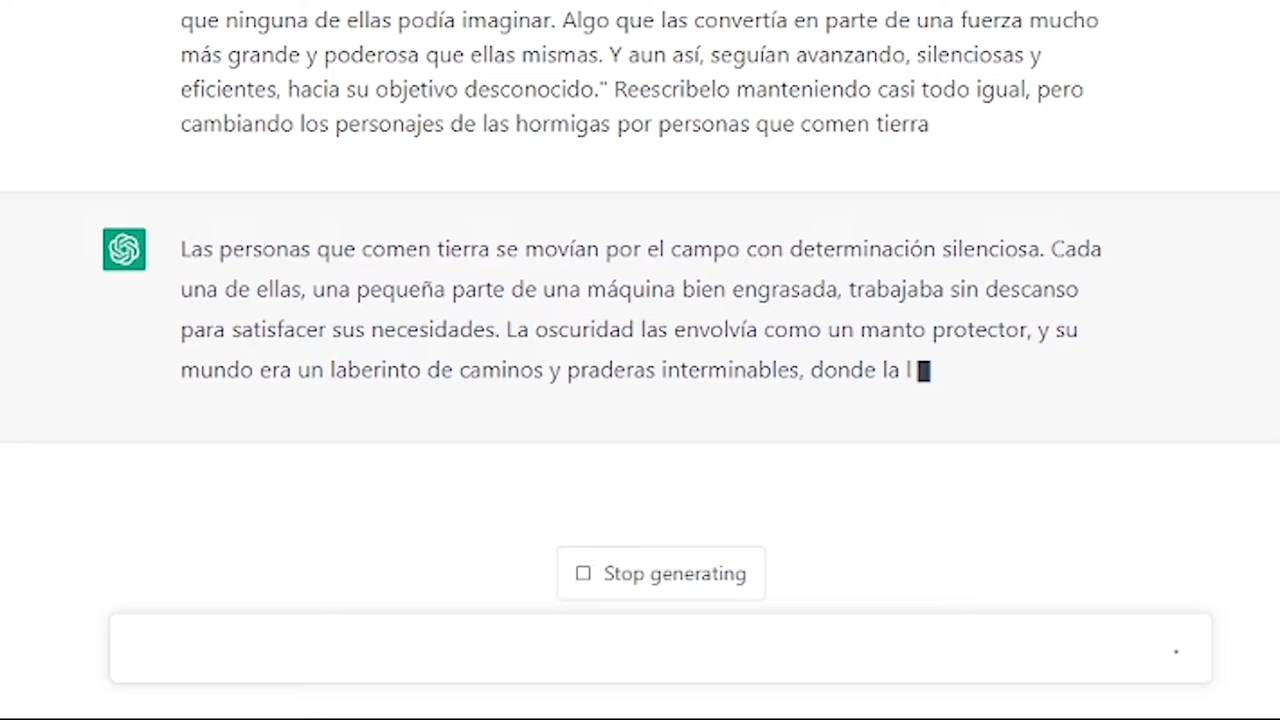 que ninguna de ellas podía imaginar. Algo que las convertía en parte de una fuerza mucho
más grande y poderosa que ellas mismas. Y aun así, seguían avanzando, silenciosas y
eficientes, hacia su objetivo desconocido." Reescribelo manteniendo casi todo igual, pero
cambiando los personajes de las hormigas por personas que comen tierra
Las personas que comen tierra se movían por el campo con determinación silenciosa. Cada
una de ellas, una pequeña parte de una máquina bien engrasada, trabajaba sin descanso
para satisfacer sus necesidades. La oscuridad las envolvía como un manto protector, y su
mundo era un laberinto de caminos y praderas interminables, donde la l
Stop generating